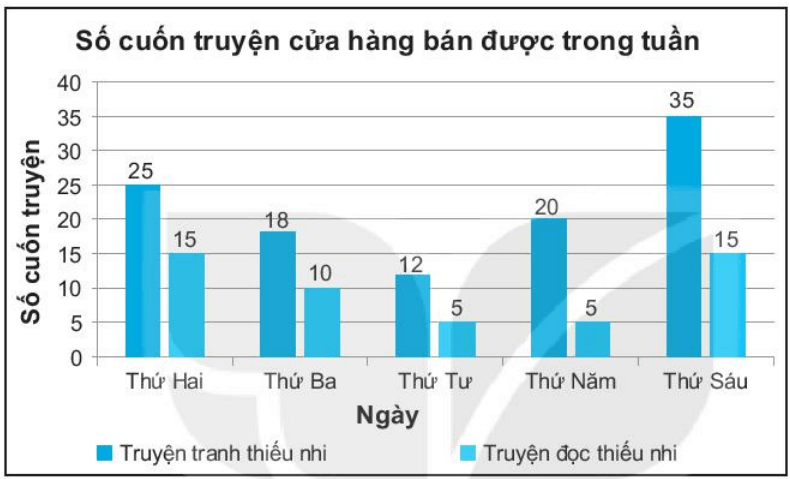 Số cuốn truyện cửa hàng bán được trong tuần
Số cuốn truyện
40
35
30
25
20
15
10
5
0
25
15
18
10
12
5
20
5
35
15
Thứ Hai
Thứ Ba
Thứ Tư
Thứ Năm
Thứ Sáu
Ngày
Truyện tranh thiếu nhi
Truyện đọc thiếu nhi